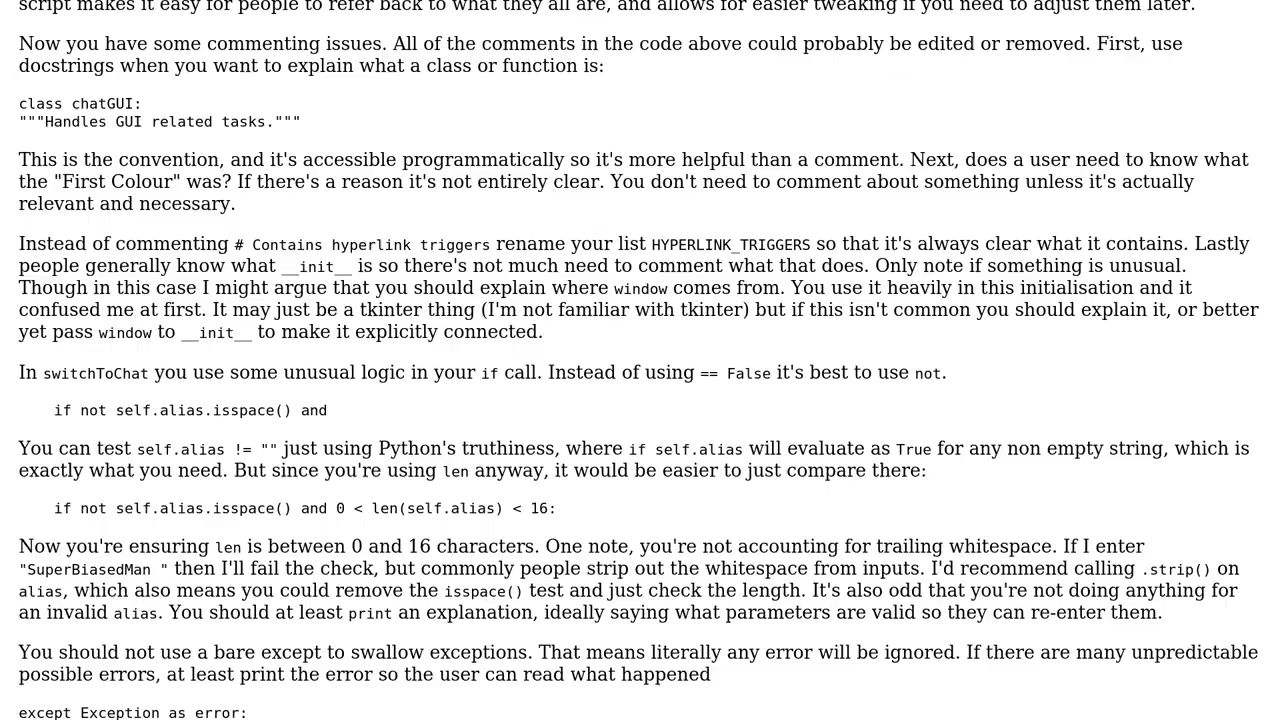 script makes it easy for people to refer back to what they all are, and allows for easier tweaking if you need to adjust them later.
Now you have some commenting issues. All of the comments in the code above could probably be edited or removed. First, use
docstrings when you want to explain what a class or function is:
class chatGUI:
"""Handles GUI related tasks."""
This is the convention, and it's accessible programmatically so it's more helpful than a comment. Next, does a user need to know what
the "First Colour" was? If there's a reason it's not entirely clear. You don't need to comment about something unless it's actually
relevant and necessary.
Instead of commenting # Contains hyperlink triggers rename your list HYPERLINK_TRIGGERS so that it's always clear what it contains. Lastly
people generally know what __init__ is so there's not much need to comment what that does. Only note if something is unusual.
Though in this case I might argue that you should explain where window comes from. You use it heavily in this initialisation and it
confused me at first. It may just be a tkinter thing (I'm not familiar with tkinter) but if this isn't common you should explain it, or better
yet pass window to __init__ to make it explicitly connected.
In switchToChat you use some unusual logic in your if call. Instead of using == False it's best to use not.
    if not self.alias.isspace() and
You can test self.alias != "" just using Python's truthiness, where if self.alias will evaluate as True for any non empty string, which is
exactly what you need. But since you're using len anyway, it would be easier to just compare there:
    if not self.alias.isspace() and 0 < len(self.alias) < 16:
Now you're ensuring len is between 0 and 16 characters. One note, you're not accounting for trailing whitespace. If I enter
"SuperBiasedMan " then I'll fail the check, but commonly people strip out the whitespace from inputs. I'd recommend calling .strip() on
alias, which also means you could remove the isspace() test and just check the length. It's also odd that you're not doing anything for
an invalid alias. You should at least print an explanation, ideally saying what parameters are valid so they can re-enter them.
You should not use a bare except to swallow exceptions. That means literally any error will be ignored. If there are many unpredictable
possible errors, at least print the error so the user can read what happened
except Exception as error: